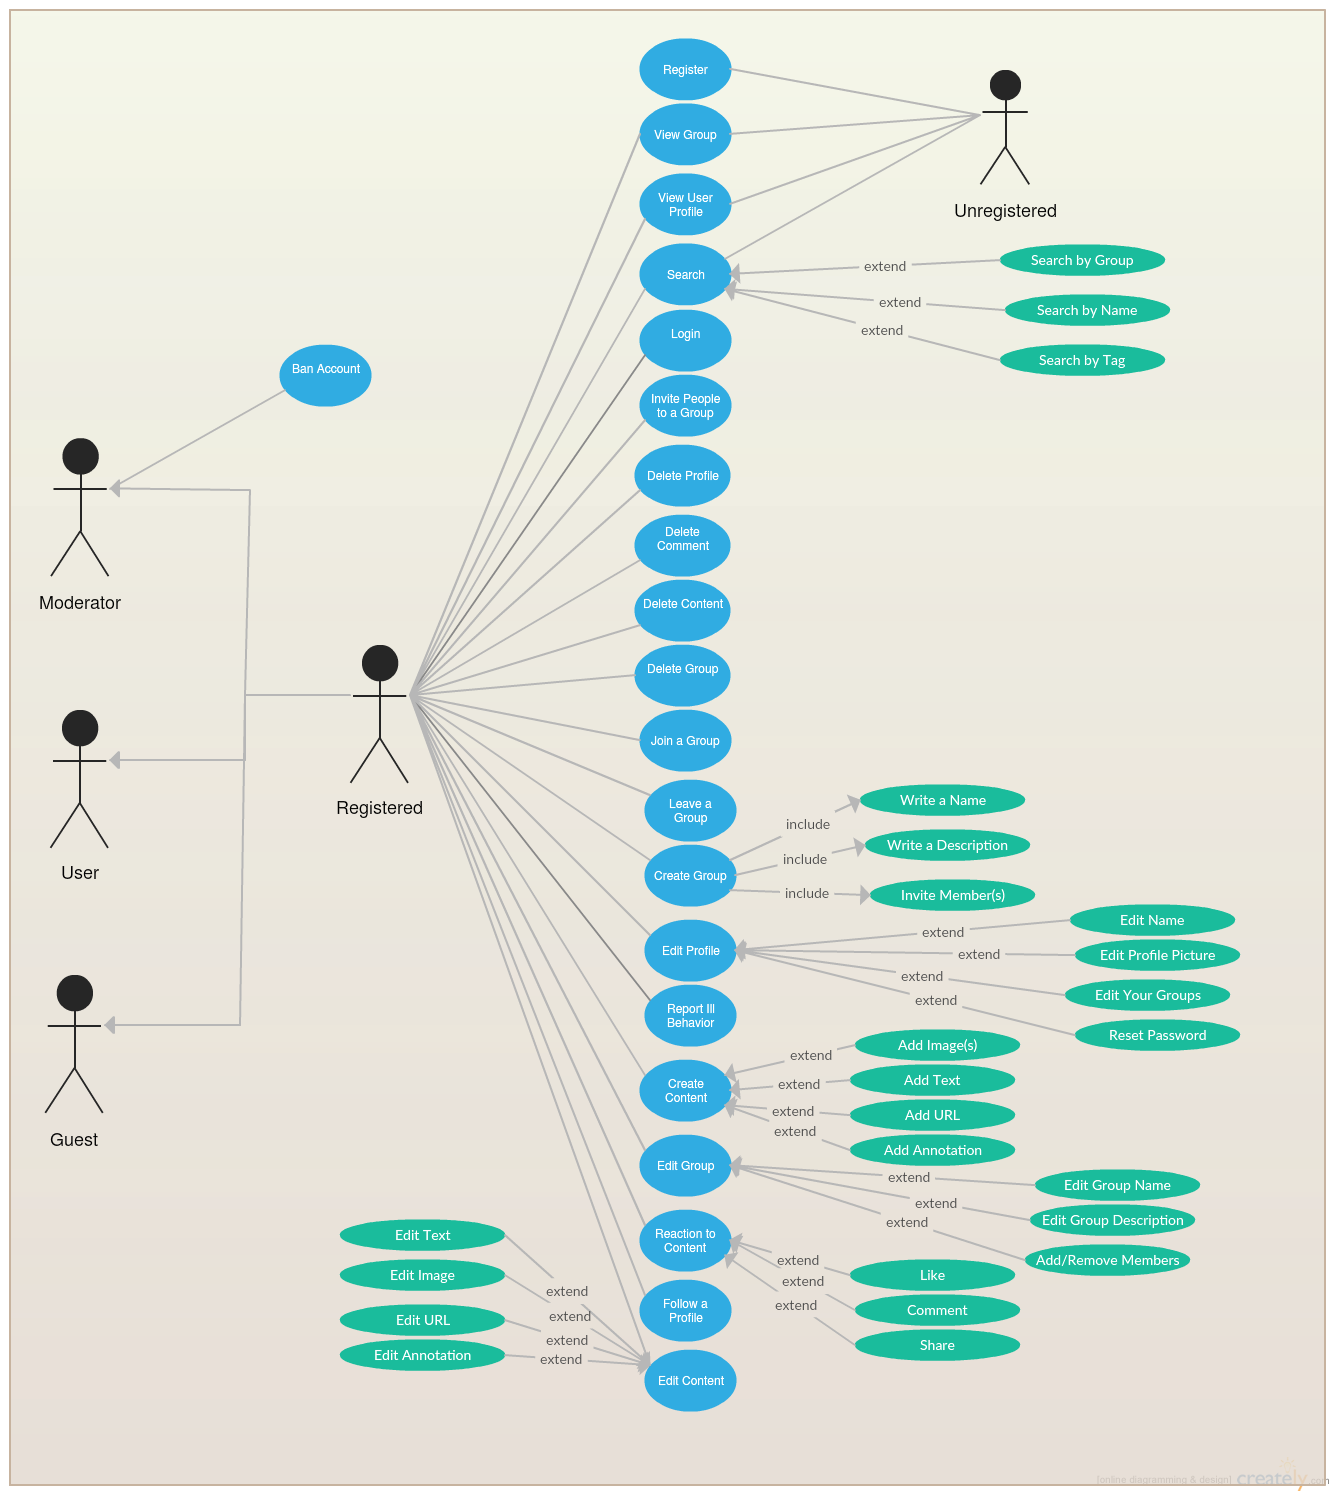 Register
View Group
View User
Profile
Unregistered
Search
extend
Search by Group
extend
Search by Name
Login
extend
Search by Tag
Ban Account
Invite People
to a Group
Delete Profile
Delete
Comment
Moderator
Delete Content
Delete Group
Join a Group
Registered
Leave a
Group
Write a Name
include
User
include
Write a Description
Create Group
include
Invite Member(s)
Edit Name
extend
Edit Profile
extend
Edit Profile Picture
extend
Edit Your Groups
extend
Report Ill
Behavior
Reset Password
extend
Add Image(s)
Create
Content
extend
Add Text
extend
Add URL
extend
Add Annotation
Guest
Edit Group
extend
Edit Group Name
extend
Edit Group Description
extend
Reaction to
Content
Add/Remove Members
Edit Text
extend
Like
Edit Image
extend
extend
extend
Comment
Follow a
Profile
extend
Edit URL
extend
Share
Edit Annotation
extend
Edit Content
[online diagramming & design] creately.com